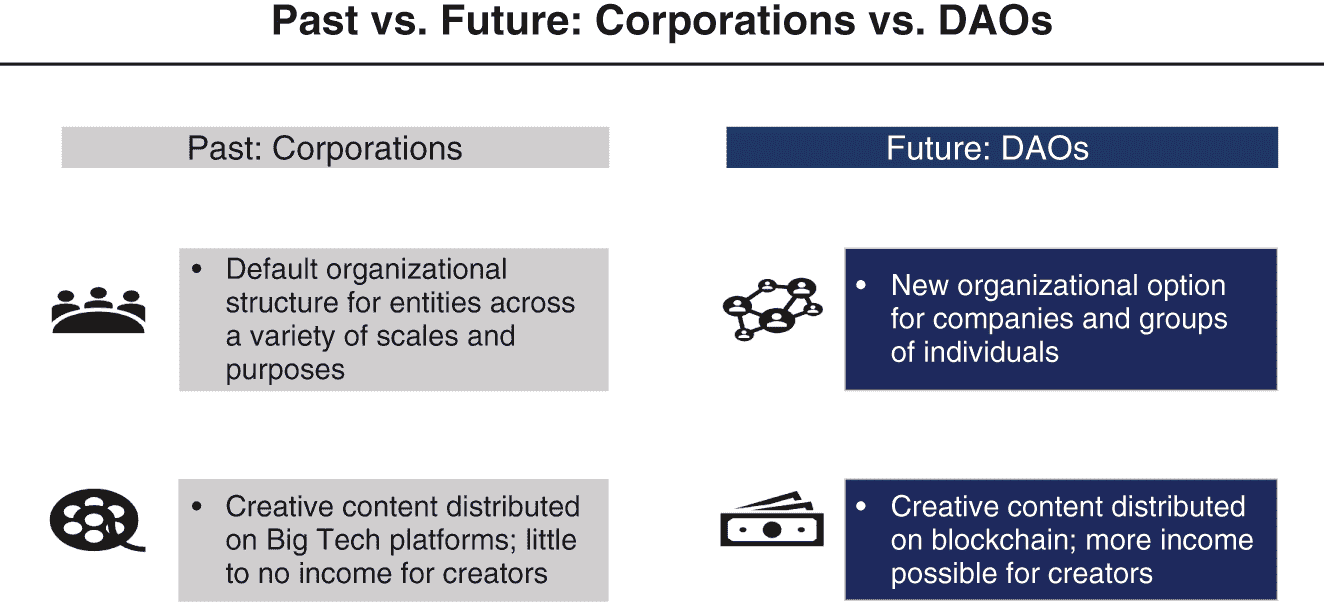 Past vs. Future: Corporations vs. DAOs
Past: Corporations
• Default organizational
structure for entities across
a variety of scales and
purposes
• Creative content distributed
on Big Tech platforms; little
to no income for creators
Future: DAOs
• New organizational option
for companies and groups
of individuals
• Creative content distributed
on blockchain; more income
possible for creators